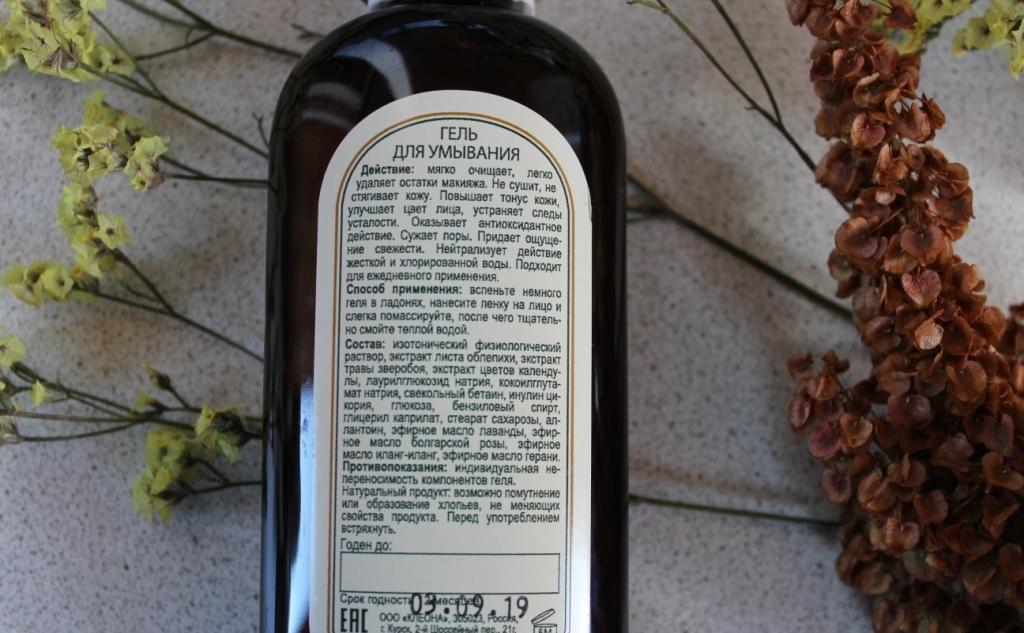 ГЕЛЬ
ДЛЯ УМЫВАНИЯ
Действие: мягко очищает, легко
удаляет остатки макияжа. Не сушит, не
стягивает кожу. Повышает тонус кожи,
улучшает цвет лица, устраняет следы
усталости. Оказывает антиоксидантное
действие. Сужает поры. Придает ощуще-
ние свежести. Нейтрализует действие
жесткой и хлорированной воды. Подходит
для ежедневного применения.
Способ применения: вспеньте немного
геля в ладонях, нанесите пенку на лицо и
слегка помассируйте, после чего тщатель-
но смойте теплой водой.
Состав: изотонический физиологический
раствор, экстракт листа облепихи, экстракт
травы зверобоя, экстракт цветов календу-
лы, лаурилглюкозид натрия, кокоилглута-
мат натрия, свекольный бетаин, инулин ци-
кория, глюкоза, бензиловый спирт,
глицерил каприлат, стеарат сахарозы, ал-
лантоин, эфирное масло лаванды, эфир-
ное масло болгарской розы, эфирное
масло иланг-иланг, эфирное масло герани.
Противопоказания: индивидуальная не-
переносимость компонентов геля.
Натуральный продукт: возможно помутнение
или образование хлопьев, не меняющих
свойства продукта. Перед употреблением
встряхнуть.
Годен до:
Срок годности месяцев
03.09.19
EAC
ООО «КЛЕОНА», 305023, Россия,
г. Курск, 2-й Шоссейный пер., 21г.
6M